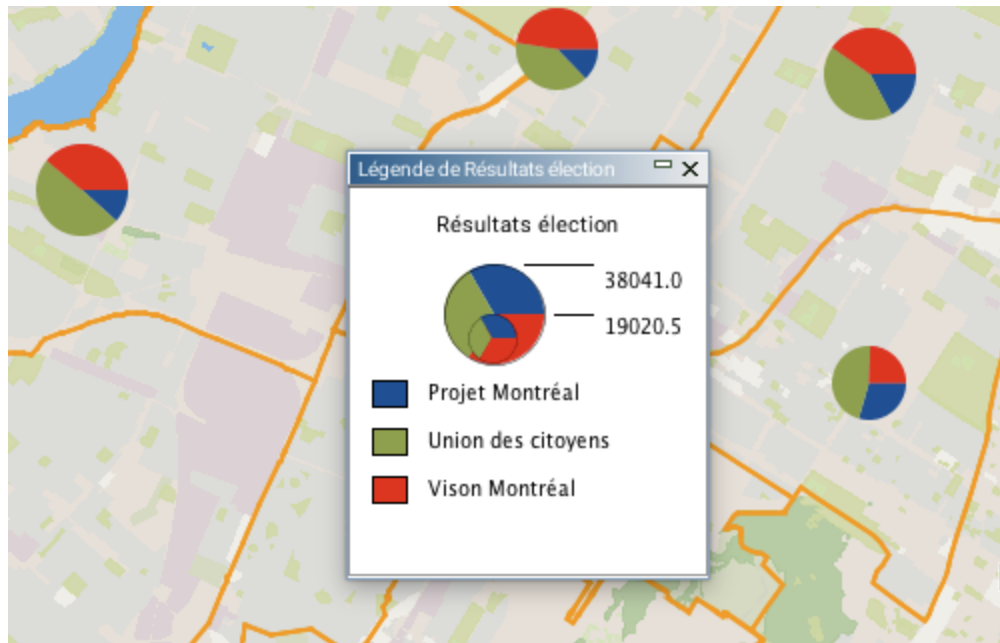 Légende de Résultats élection
Résultats élection
38041.0
19020.5
Projet Montréal
Union des citoyens
Vison Montréal